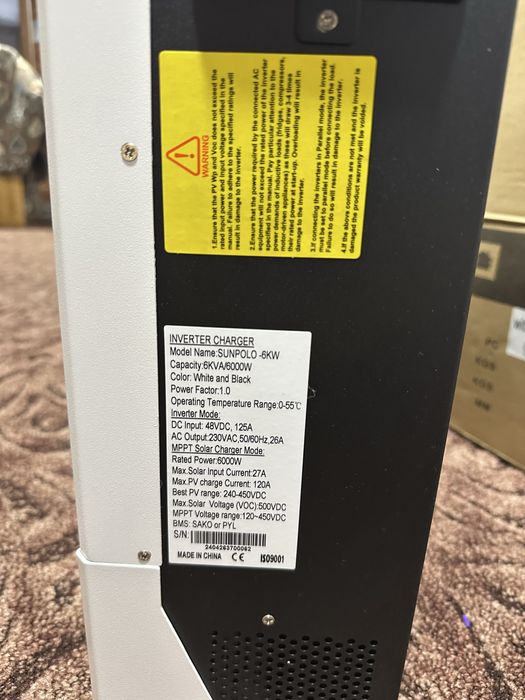 WARNING
1.Ensure that the PV Wp and Voc does not exceed the
rated input power and input voltage specified in the
manual. Failure to adhere to the specified ratings will
result in damage to the inverter.
2.Ensure that the power required by the connected AC
equipment will not exceed the rated power of the inverter
specified in the manual. Pay particular attention to the
power demands of inductive loads (fridges, compressors,
motor-driven appliances) as these will draw 3-4 times
their rated power at start-up. Overloading will result in
damage to the inverter.
3.If connecting the inverters in Parallel mode, the inverter
must be set to parallel mode before connecting the load.
Failure to do so will result in damage to the inverter.
4.If the above conditions are not met and the inverter is
damaged the product warranty will be voided.
INVERTER CHARGER
Model Name:SUNPOLO -6KW
Capacity:6KVA/6000W
Color: White and Black
Power Factor:1.0
Operating Temperature Range:0-55℃
Inverter Mode:
DC Input: 48VDC, 125A
AC Output:230VAC,50/60Hz,26A
MPPT Solar Charger Mode:
Rated Power:6000W
Max.Solar Input Current:27A
Max.PV charge Current: 120A
Best PV range: 240-450VDC
Max.Solar Voltage (VOC):500VDC
MPPT Voltage range:120~450VDC
BMS: SAKO or PYL
S/N:
2404263700062
MADE IN CHINA CE ISO9001
PC
KGS
KGS
MM